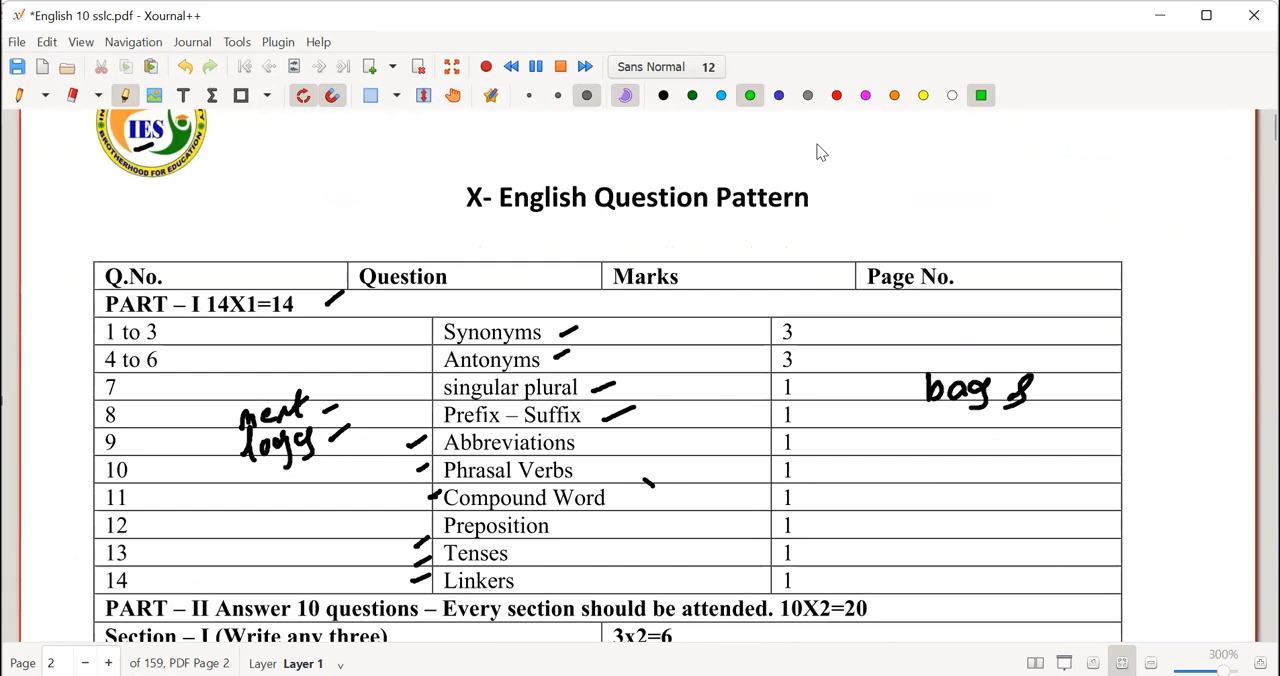 *English 10 sslc.pdf - Xournal++
File Edit View Navigation Journal Tools Plugin Help
Sans Normal 12
IES
BROTHERHOOD FOR EDUCATION
X- English Question Pattern
Q.No. Question Marks Page No.
PART – I 14X1=14
1 to 3 Synonyms 3
4 to 6 Antonyms 3
7 singular plural 1 bag s
8 Prefix – Suffix 1
ment
9 Abbreviations 1
logy
10 Phrasal Verbs 1
11 Compound Word 1
12 Preposition 1
13 Tenses 1
14 Linkers 1
PART – II Answer 10 questions – Every section should be attended. 10X2=20
Section – I (Write any three) 3x2=6
Page 2 - + of 159, PDF Page 2 Layer Layer 1 300%